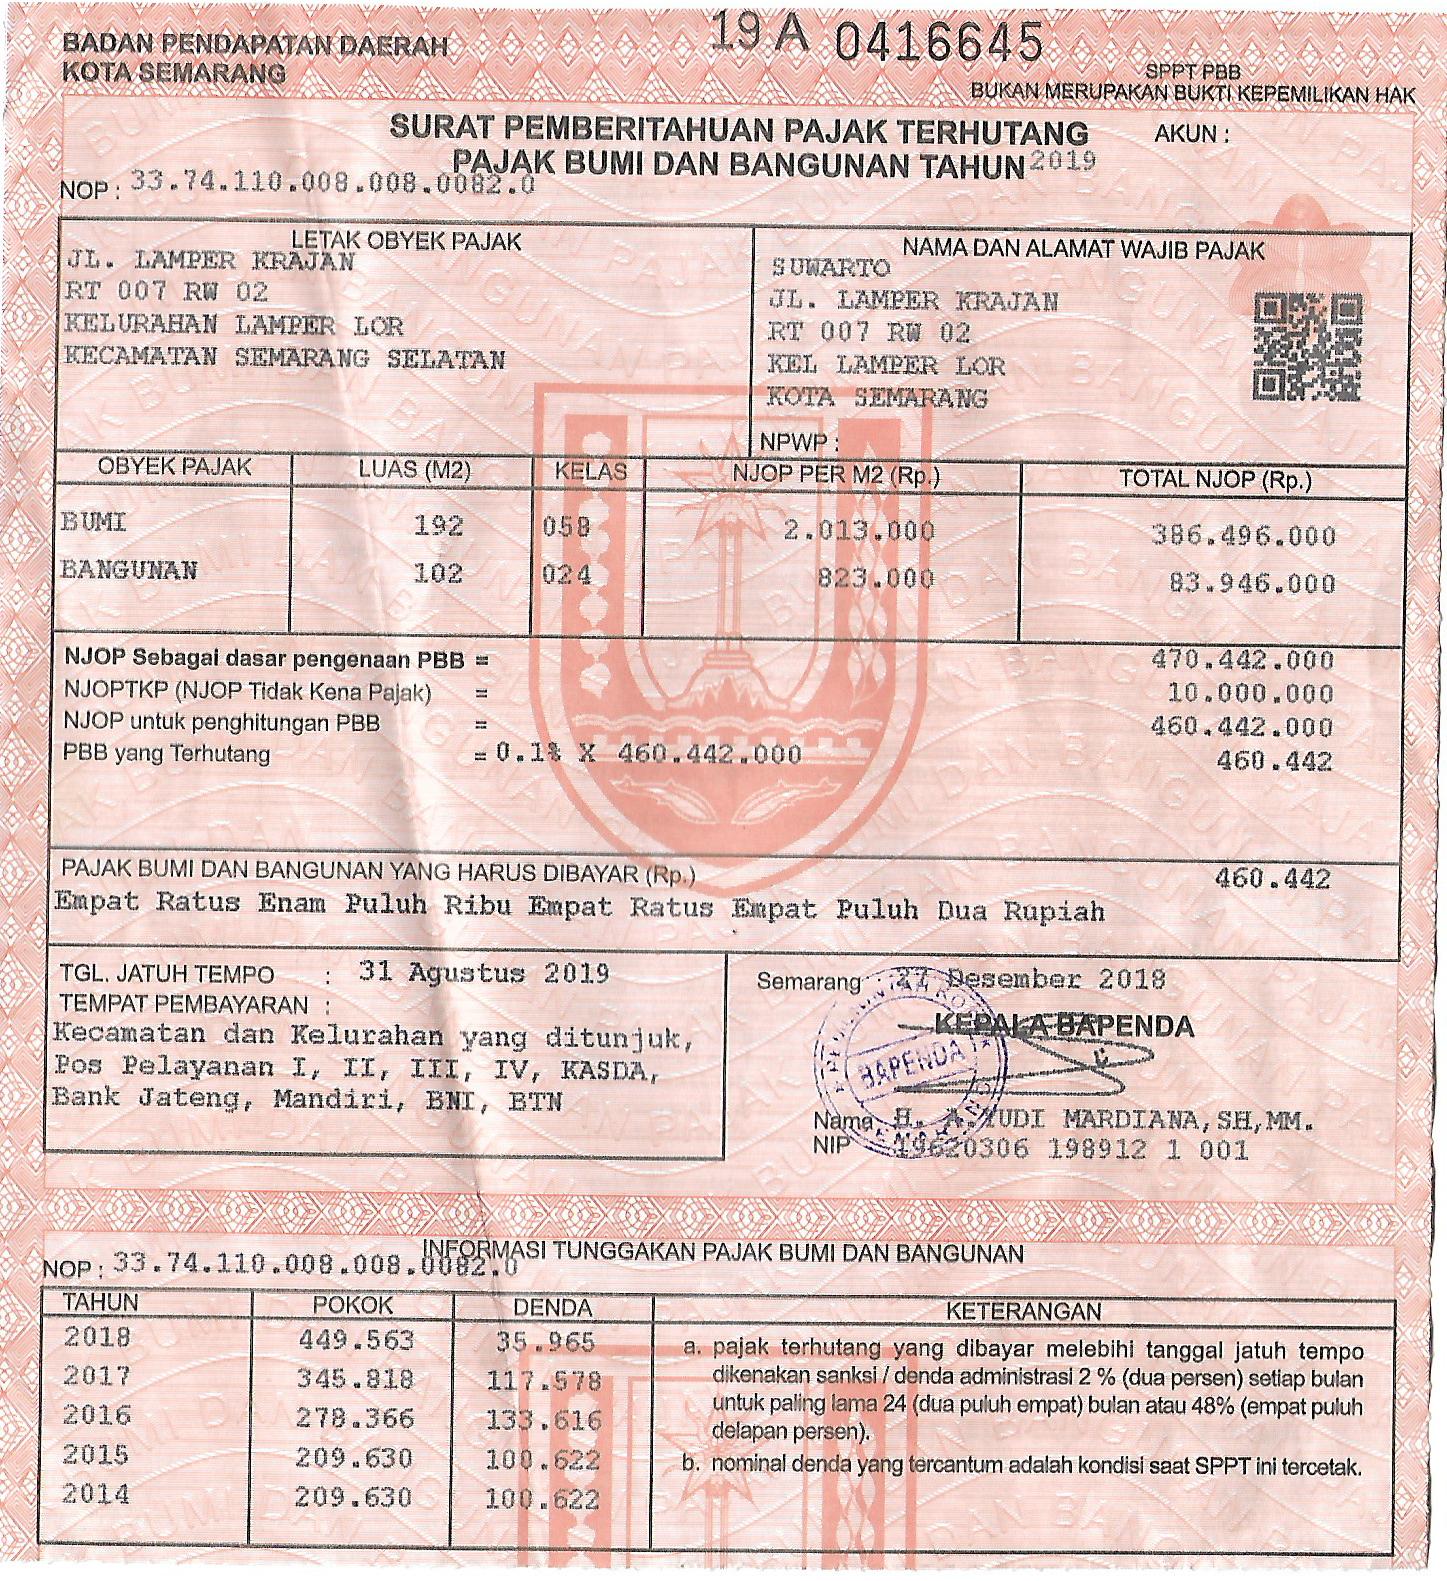 19 A 0416645
BADAN PENDAPATAN DAERAH
KOTA SEMARANG
SPPT PBB
BUKAN MERUPAKAN BUKTI KEPEMILIKAN HAK
SURAT PEMBERITAHUAN PAJAK TERHUTANG
AKUN :
PAJAK BUMI DAN BANGUNAN TAHUN 2019
NOP : 33.74.110.008.008.0082.0
LETAK OBYEK PAJAK
JL. LAMPER KRAJAN
RT 007 RW 02
KELURAHAN LAMPER LOR
KECAMATAN SEMARANG SELATAN
NAMA DAN ALAMAT WAJIB PAJAK
SUWARTO
JL. LAMPER KRAJAN
RT 007 RW 02
KEL LAMPER LOR
KOTA SEMARANG
NPWP :
OBYEK PAJAK LUAS (M2) KELAS NJOP PER M2 (Rp.) TOTAL NJOP (Rp.)
BUMI 192 058 2.013.000 386.496.000
BANGUNAN 102 024 823.000 83.946.000
NJOP Sebagai dasar pengenaan PBB = 470.442.000
NJOPTKP (NJOP Tidak Kena Pajak) = 10.000.000
NJOP untuk penghitungan PBB = 460.442.000
PBB yang Terhutang = 0.1% X 460.442.000 460.442
PAJAK BUMI DAN BANGUNAN YANG HARUS DIBAYAR (Rp.) 460.442
Empat Ratus Enam Puluh Ribu Empat Ratus Empat Puluh Dua Rupiah
TGL. JATUH TEMPO : 31 Agustus 2019
TEMPAT PEMBAYARAN :
Kecamatan dan Kelurahan yang ditunjuk,
Pos Pelayanan I, II, III, IV, KASDA,
Bank Jateng, Mandiri, BNI, BTN
Semarang 27 Desember 2018
KEPALA BAPENDA
BAPENDA
Nama H. A. YUDI MARDIANA, SH, MM.
NIP 19620306 198912 1 001
INFORMASI TUNGGAKAN PAJAK BUMI DAN BANGUNAN
NOP : 33.74.110.008.008.0082.0
TAHUN POKOK DENDA KETERANGAN
2018 449.563 35.965
2017 345.818 117.578
2016 278.366 133.616
2015 209.630 100.622
2014 209.630 100.622
a. pajak terhutang yang dibayar melebihi tanggal jatuh tempo
dikenakan sanksi / denda administrasi 2 % (dua persen) setiap bulan
untuk paling lama 24 (dua puluh empat) bulan atau 48% (empat puluh
delapan persen).
b. nominal denda yang tercantum adalah kondisi saat SPPT ini tercetak.